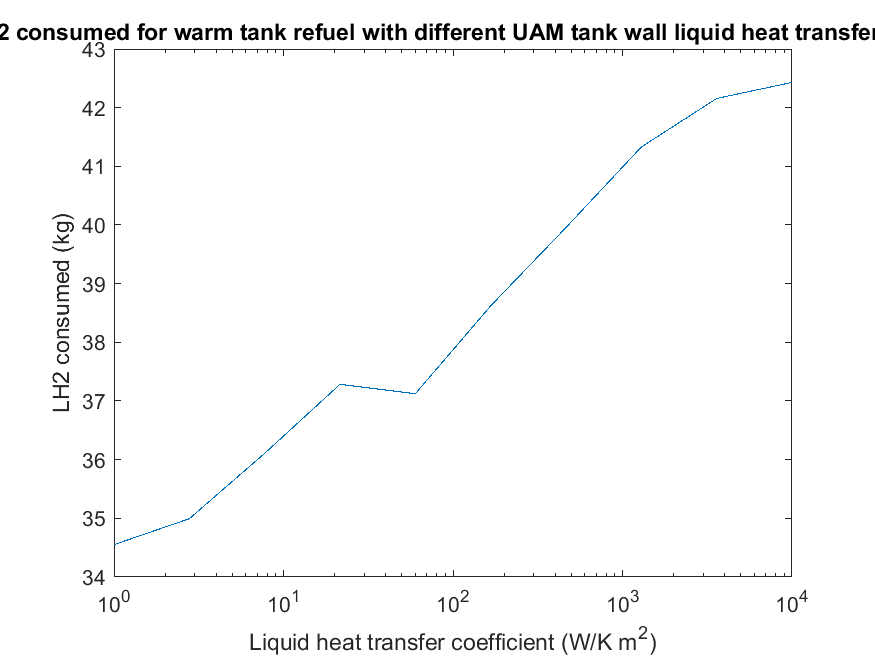 2 consumed for warm tank refuel with different UAM tank wall liquid heat transfer
43
42
41
40
39
38
37
36
35
34
LH2 consumed (kg)
10^0 10^1 10^2 10^3 10^4
Liquid heat transfer coefficient (W/K m^2)